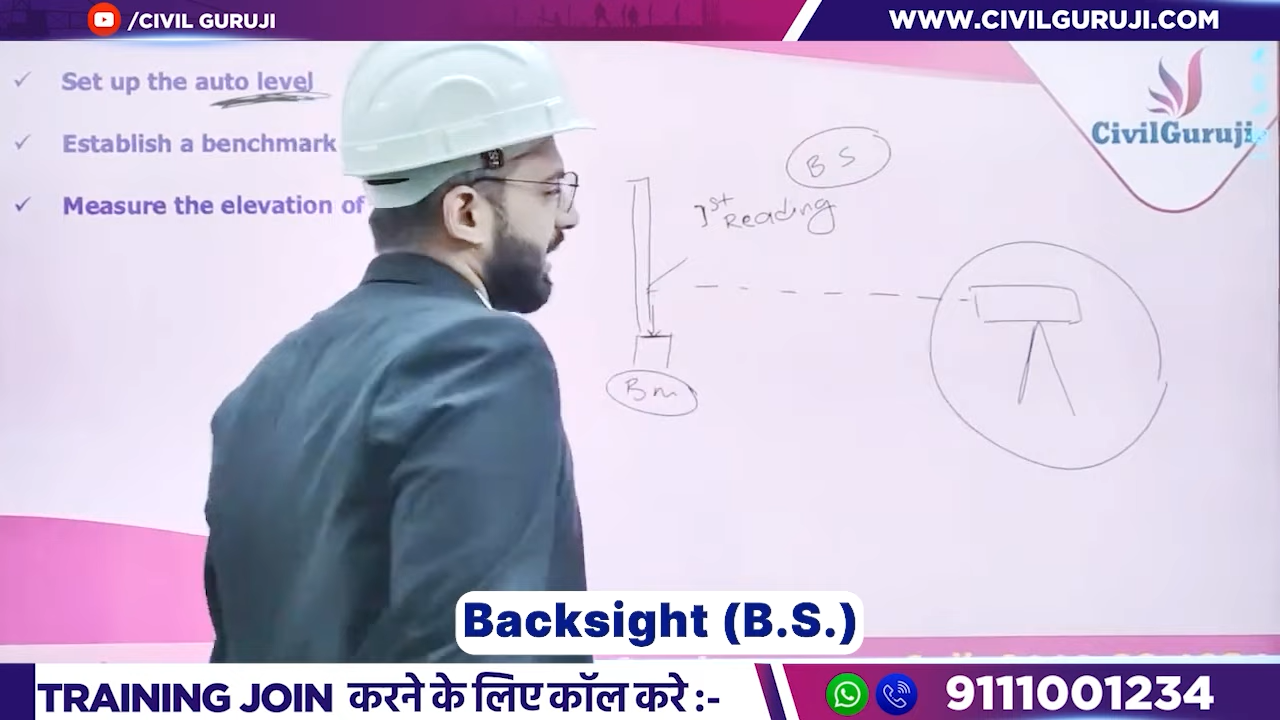 /CIVIL GURUJI
WWW.CIVILGURUJI.COM
✓ Set up the auto level
✓ Establish a benchmark
✓ Measure the elevation of
CivilGuruji
BS
1st Reading
BM
Backsight (B.S.)
TRAINING JOIN करने के लिए कॉल करे :-
9111001234